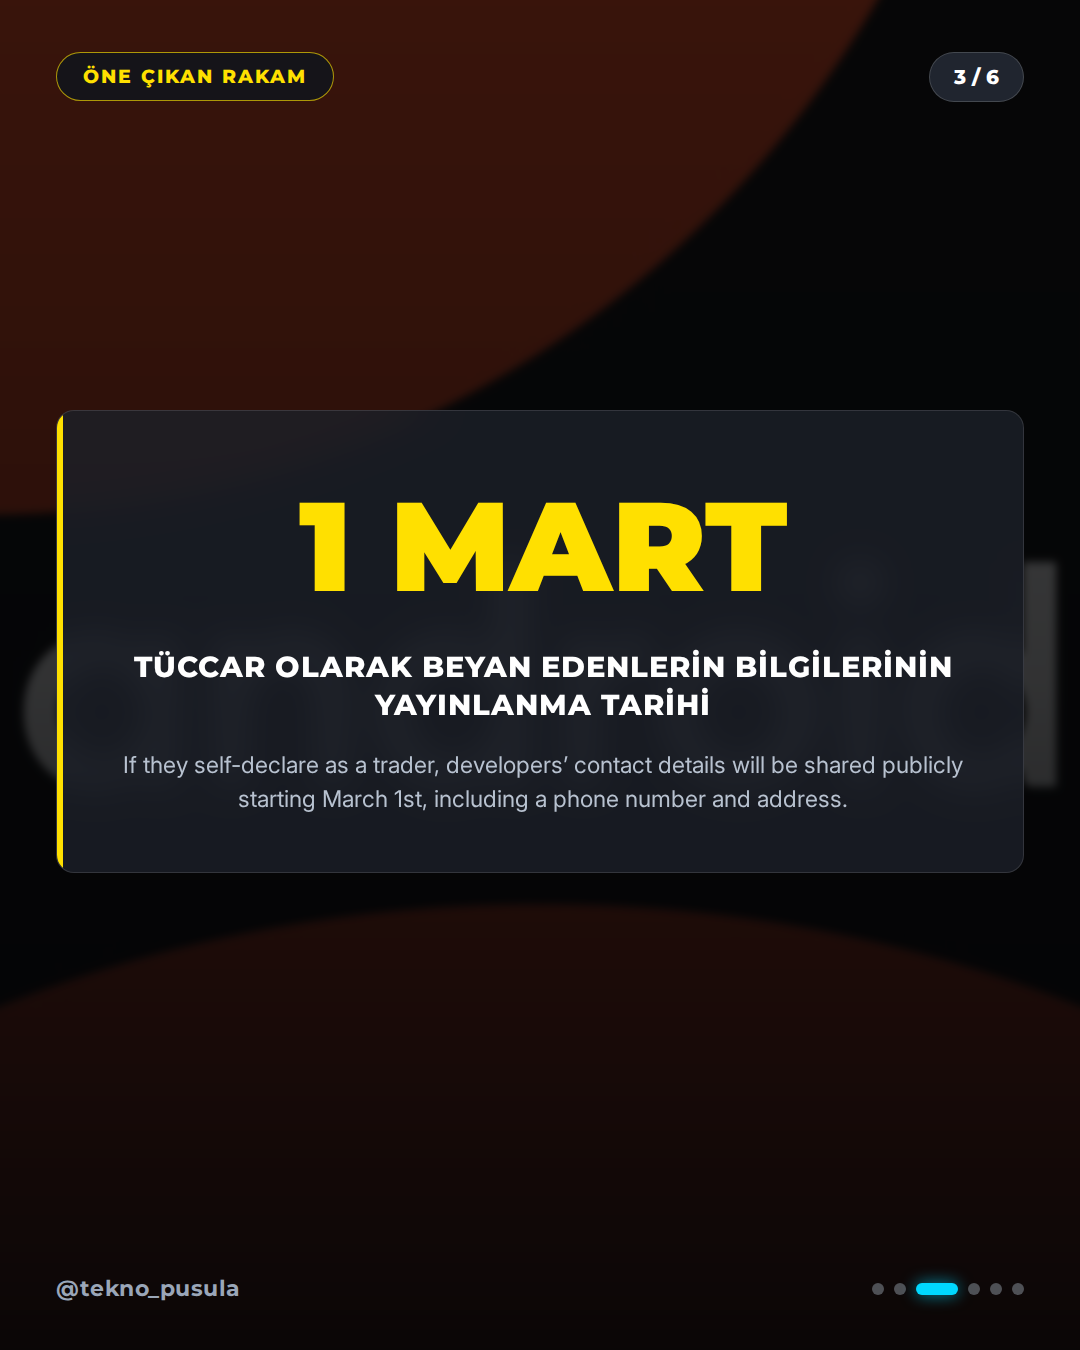 ÖNE ÇIKAN RAKAM
3 / 6
1 MART
TÜCCAR OLARAK BEYAN EDENLERİN BİLGİLERİNİN
YAYINLANMA TARİHİ
If they self-declare as a trader, developers’ contact details will be shared publicly
starting March 1st, including a phone number and address.
@tekno_pusula